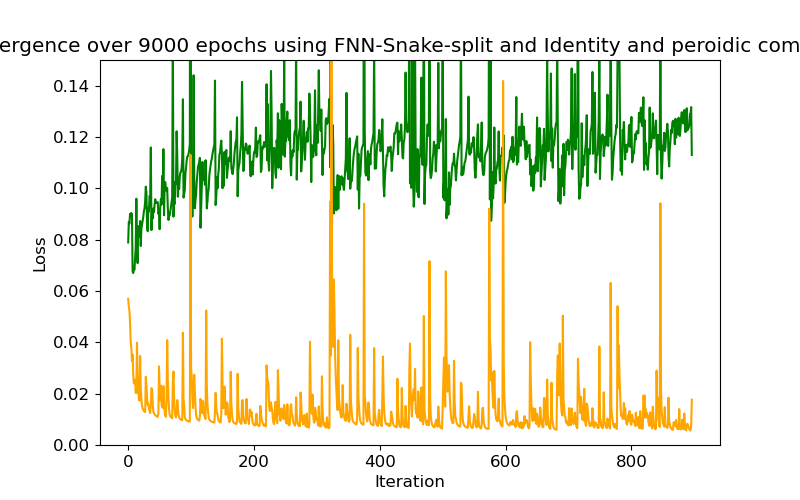 ergence over 9000 epochs using FNN-Snake-split and Identity and peroidic com
0.14
0.12
0.10
0.08
0.06
0.04
0.02
0.00
Loss
0 200 400 600 800
Iteration